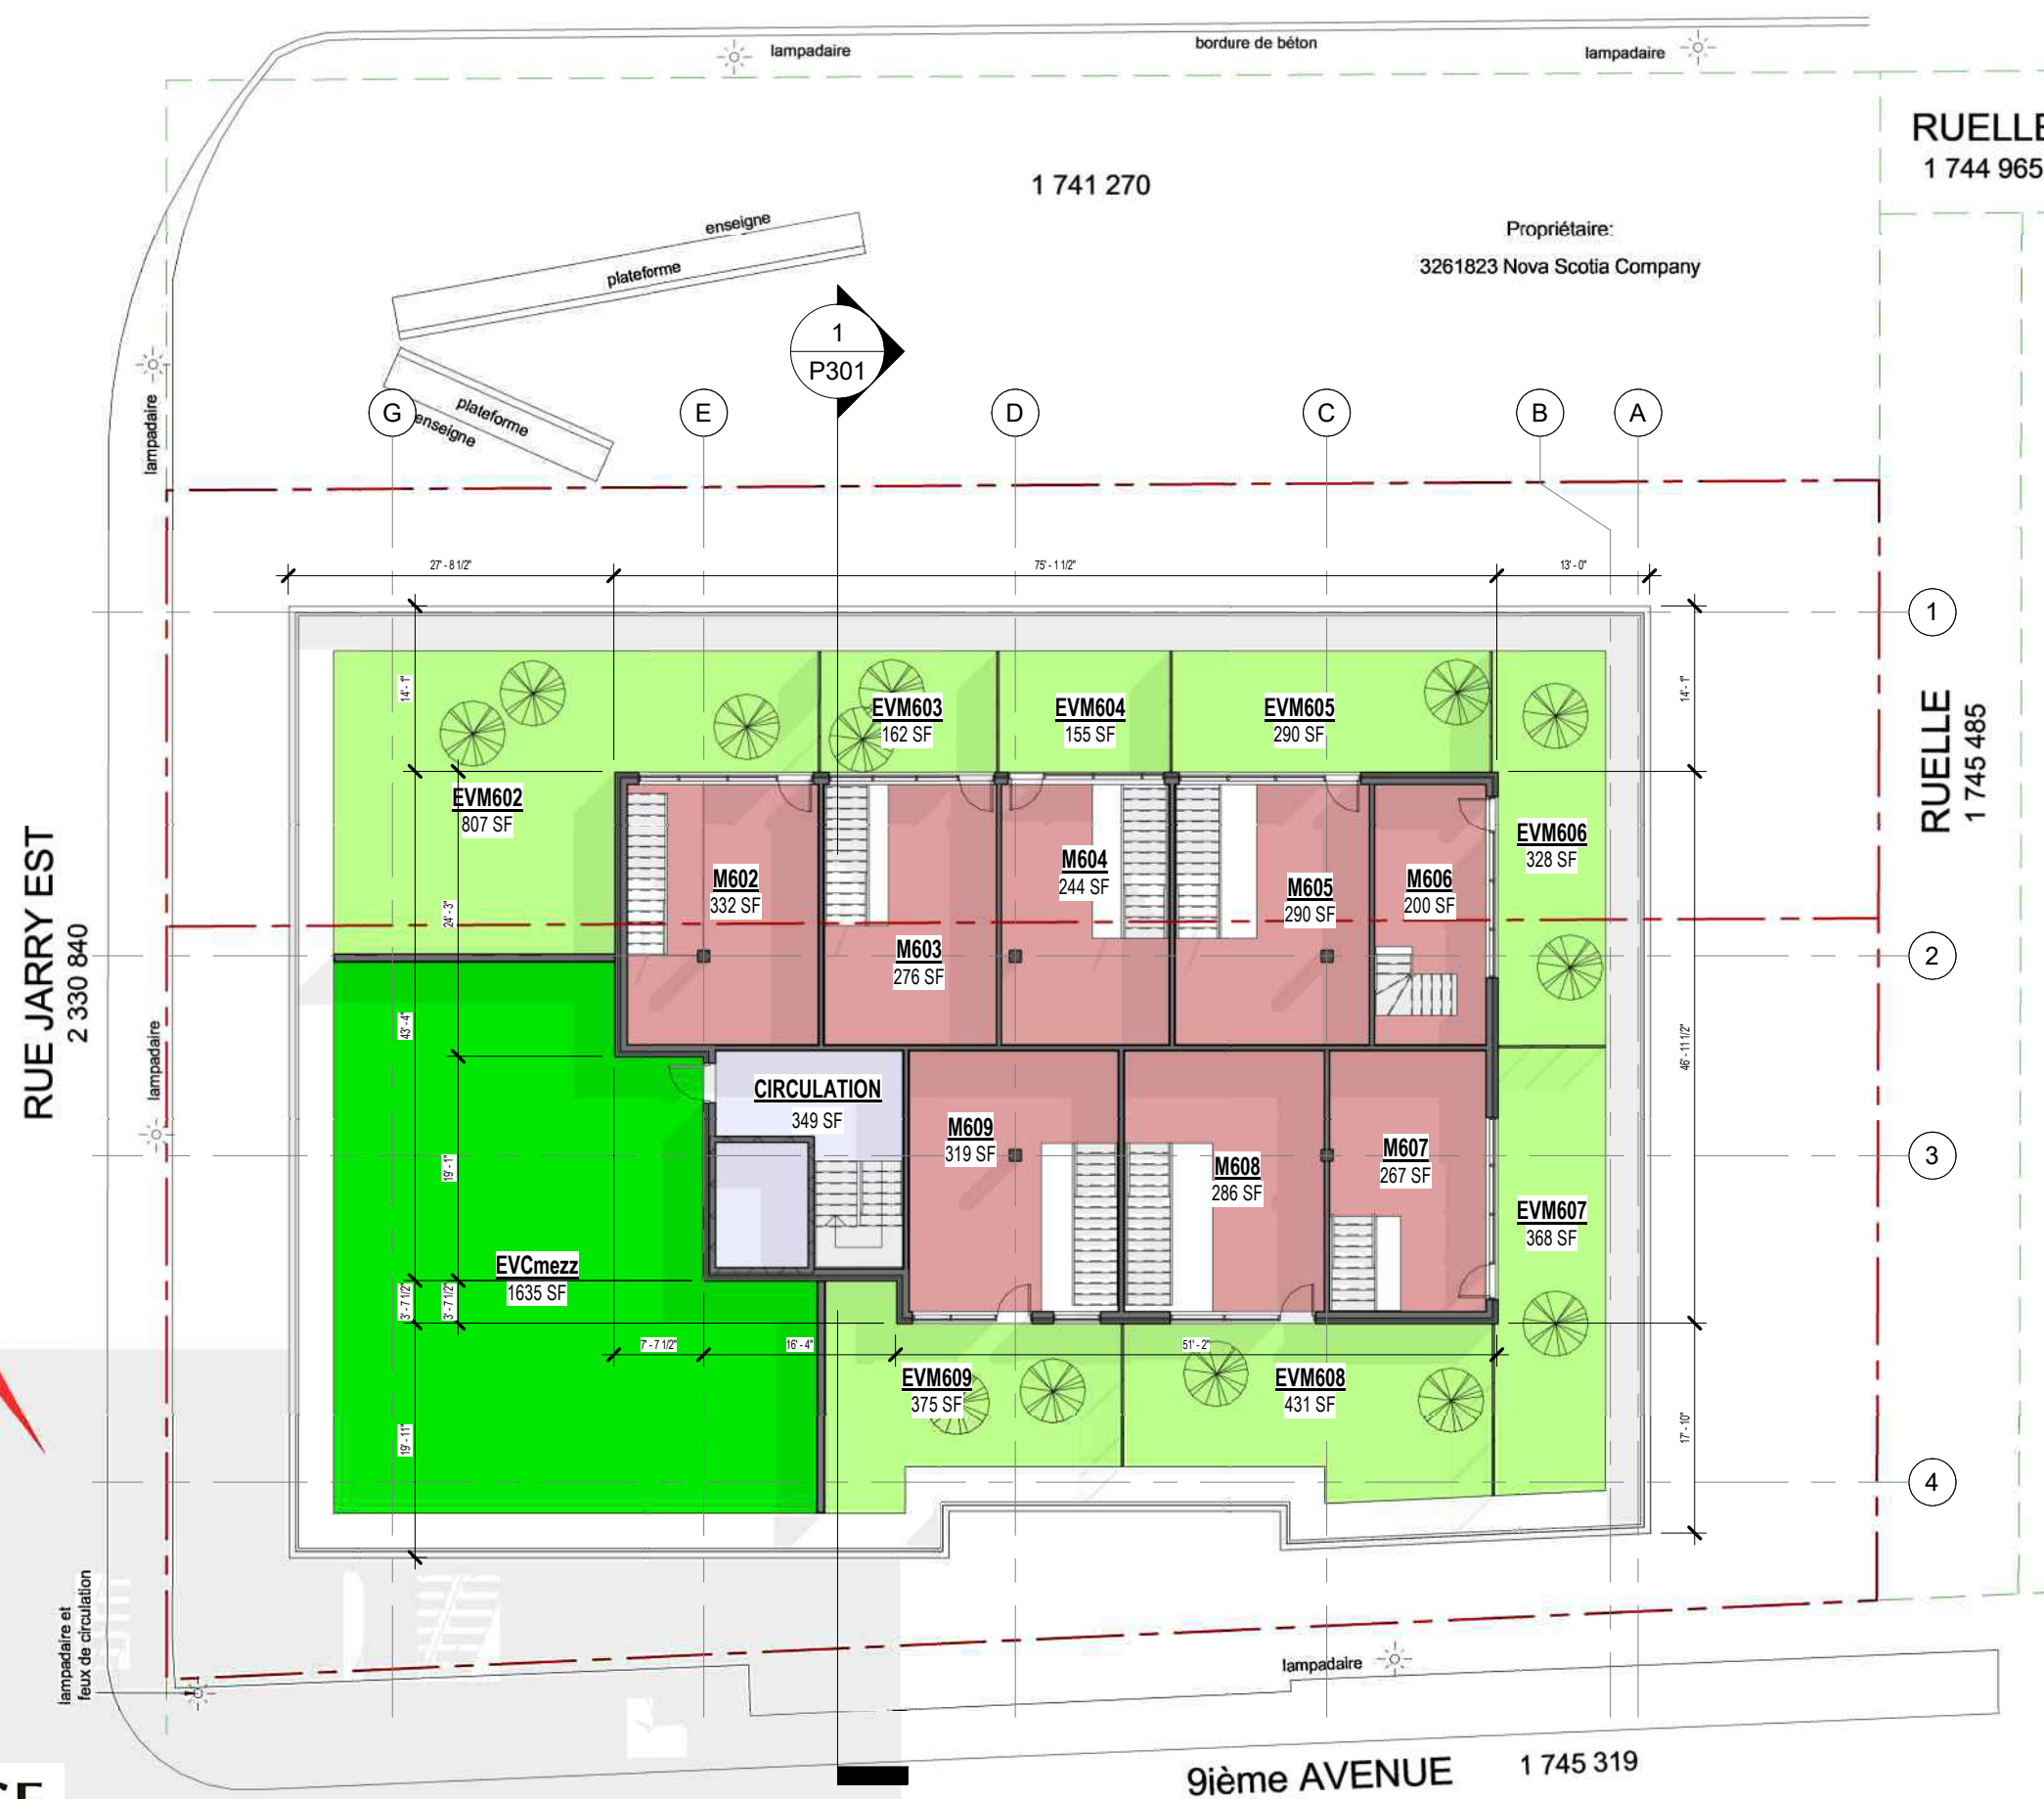 lampadaire
bordure de béton
lampadaire
RUELLE
1 744 965
1 741 270
enseigne
plateforme
Propriétaire:
3261823 Nova Scotia Company
1
P301
plateforme
enseigne
lampadaire
G
E
D
C
B
A
27' - 8 1/2"
75' - 1 1/2"
13' - 0"
1
14' - 1"
14' - 1"
EVM603
162 SF
EVM604
155 SF
EVM605
290 SF
EVM602
807 SF
EVM606
328 SF
RUELLE
1 745 485
RUE JARRY EST
2 330 840
M602
332 SF
M604
244 SF
M605
290 SF
M606
200 SF
24' - 3"
M603
276 SF
2
43' - 4"
46' - 11 1/2"
lampadaire
CIRCULATION
349 SF
M609
319 SF
M608
286 SF
M607
267 SF
3
19' - 1"
EVM607
368 SF
EVCmezz
1635 SF
3' - 7 1/2"
3' - 7 1/2"
7' - 7 1/2"
16' - 4"
51' - 2"
EVM609
375 SF
EVM608
431 SF
19' - 11"
17' - 10"
4
lampadaire et
feux de circulation
lampadaire
9ième AVENUE
1 745 319